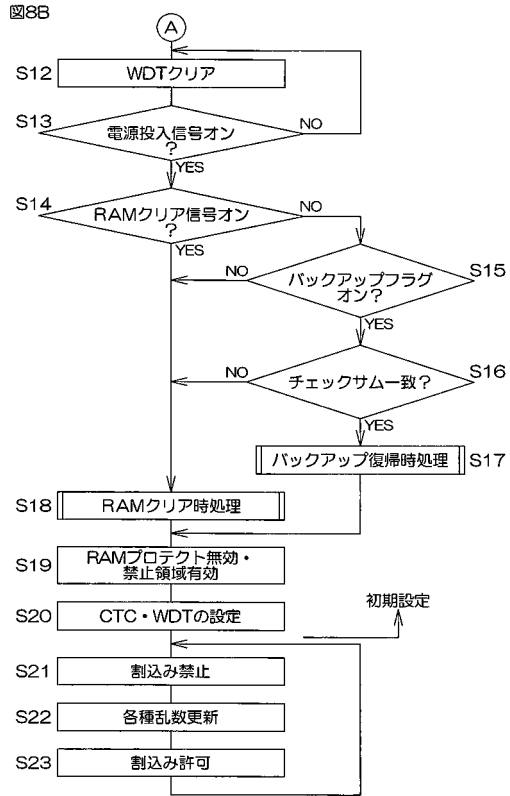 図8B
A
S12
WDTクリア
S13
電源投入信号オン
?
NO
YES
S14
RAMクリア信号オン
?
NO
YES
S15
バックアップフラグ
オン?
NO
YES
S16
チェックサム一致?
NO
YES
S17
バックアップ復帰時処理
S18
RAMクリア時処理
S19
RAMプロテクト無効・
禁止領域有効
S20
CTC・WDTの設定
初期設定
S21
割込み禁止
S22
各種乱数更新
S23
割込み許可